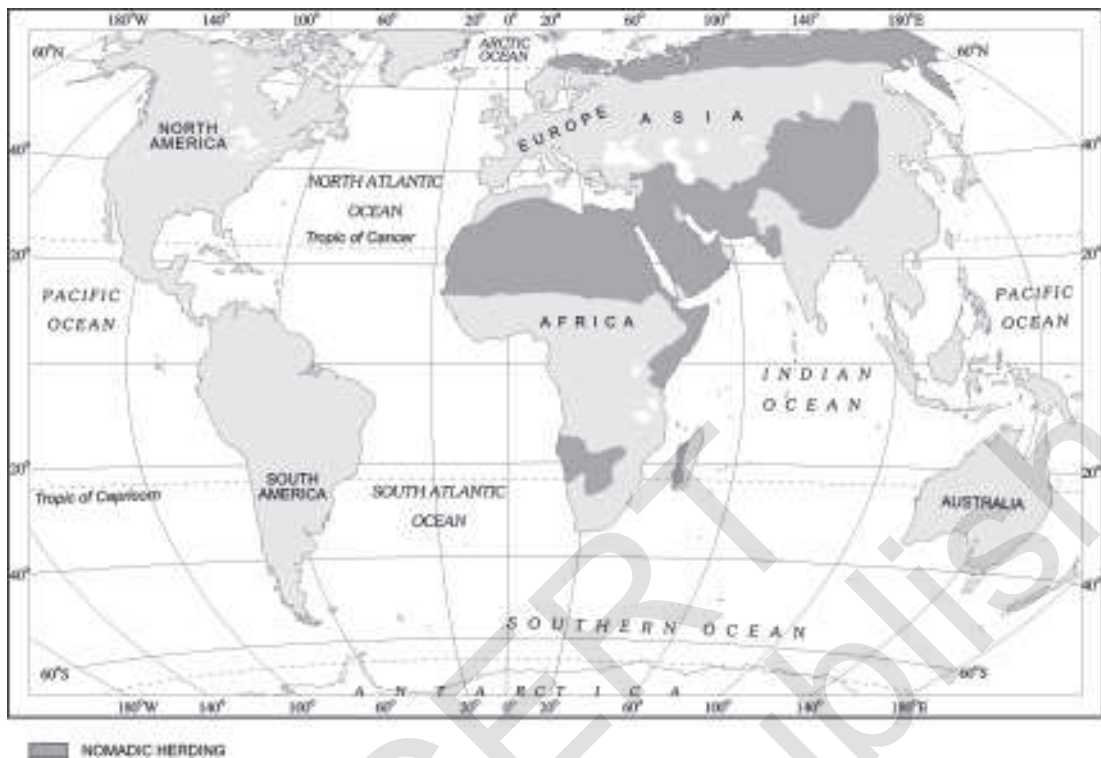 180°W 140° 100° 60° 20° 0° 20° 60° 100° 140° 180°E
60°N
ARCTIC
OCEAN
60°N
NORTH
AMERICA
EUROPE
ASIA
40°
40°
NORTH ATLANTIC
OCEAN
Tropic of Cancer
20°
20°
PACIFIC
OCEAN
AFRICA
PACIFIC
OCEAN
INDIAN
OCEAN
20°
20°
Tropic of Capricorn
SOUTH
AMERICA
SOUTH ATLANTIC
OCEAN
AUSTRALIA
40°
40°
SOUTHERN OCEAN
60°S
60°S
ANTARCTICA
180°W 140° 100° 60° 20° 0° 20° 60° 100° 140° 180°E
NOMADIC HERDING